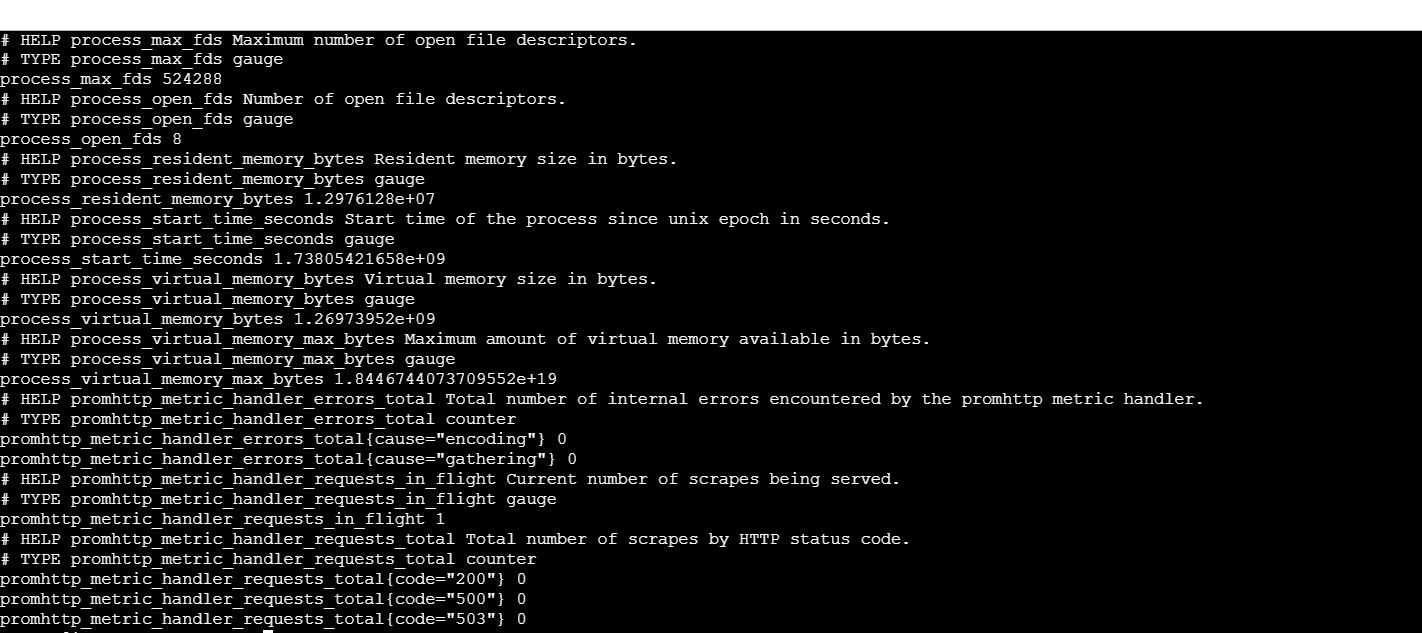 # HELP process_max_fds Maximum number of open file descriptors.
# TYPE process_max_fds gauge
process_max_fds 524288
# HELP process_open_fds Number of open file descriptors.
# TYPE process_open_fds gauge
process_open_fds 8
# HELP process_resident_memory_bytes Resident memory size in bytes.
# TYPE process_resident_memory_bytes gauge
process_resident_memory_bytes 1.2976128e+07
# HELP process_start_time_seconds Start time of the process since unix epoch in seconds.
# TYPE process_start_time_seconds gauge
process_start_time_seconds 1.73805421658e+09
# HELP process_virtual_memory_bytes Virtual memory size in bytes.
# TYPE process_virtual_memory_bytes gauge
process_virtual_memory_bytes 1.26973952e+09
# HELP process_virtual_memory_max_bytes Maximum amount of virtual memory available in bytes.
# TYPE process_virtual_memory_max_bytes gauge
process_virtual_memory_max_bytes 1.8446744073709552e+19
# HELP promhttp_metric_handler_errors_total Total number of internal errors encountered by the promhttp metric handler.
# TYPE promhttp_metric_handler_errors_total counter
promhttp_metric_handler_errors_total{cause="encoding"} 0
promhttp_metric_handler_errors_total{cause="gathering"} 0
# HELP promhttp_metric_handler_requests_in_flight Current number of scrapes being served.
# TYPE promhttp_metric_handler_requests_in_flight gauge
promhttp_metric_handler_requests_in_flight 1
# HELP promhttp_metric_handler_requests_total Total number of scrapes by HTTP status code.
# TYPE promhttp_metric_handler_requests_total counter
promhttp_metric_handler_requests_total{code="200"} 0
promhttp_metric_handler_requests_total{code="500"} 0
promhttp_metric_handler_requests_total{code="503"} 0